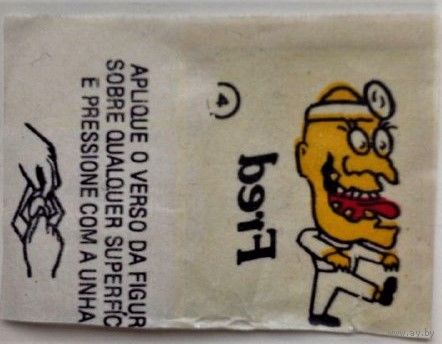 4
Fred
APLIQUE O VERSO DA FIGUR
SOBRE QUALQUER SUPERFÍC
E PRESSIONE COM A UNHA